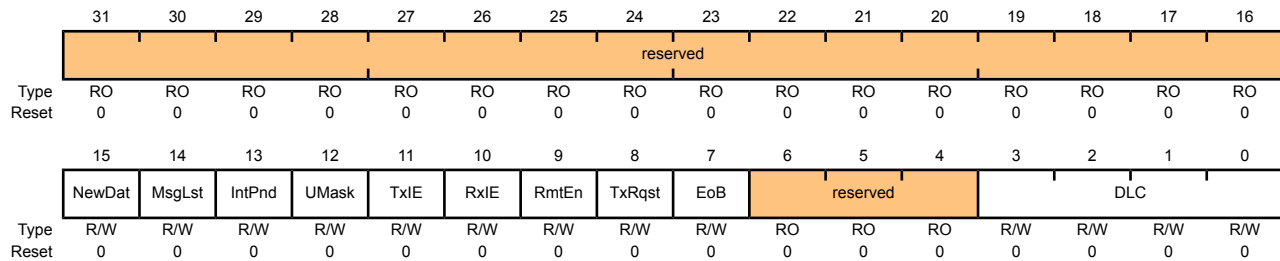 31 30 29 28 27 26 25 24 23 22 21 20 19 18 17 16
reserved
Type RO RO RO RO RO RO RO RO RO RO RO RO RO RO RO RO
Reset 0 0 0 0 0 0 0 0 0 0 0 0 0 0 0 0
15 14 13 12 11 10 9 8 7 6 5 4 3 2 1 0
NewDat MsgLst IntPnd UMask TxIE RxIE RmtEn TxRqst EoB reserved DLC
Type R/W R/W R/W R/W R/W R/W R/W R/W R/W RO RO RO R/W R/W R/W R/W
Reset 0 0 0 0 0 0 0 0 0 0 0 0 0 0 0 0